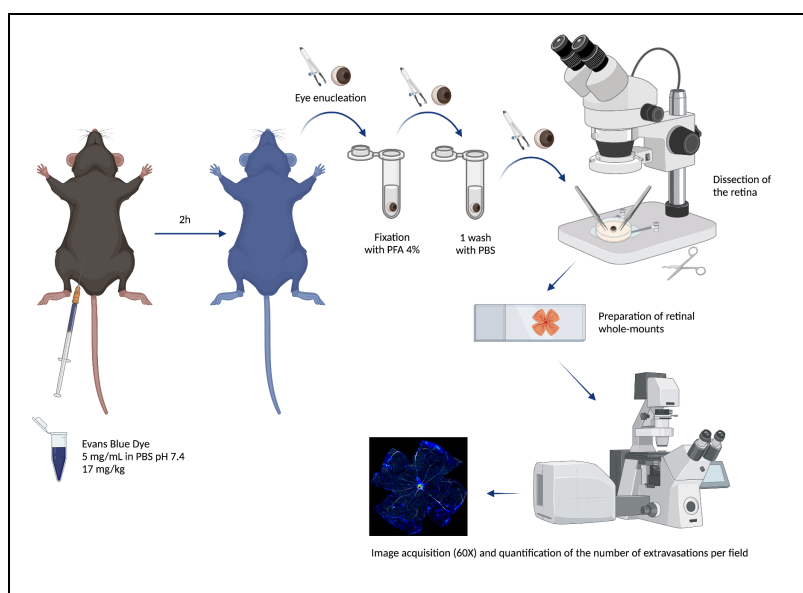 Eye enucleation
2h
Fixation
with PFA 4%
1 wash
with PBS
Dissection of
the retina
Preparation of retinal
whole-mounts
Evans Blue Dye
5 mg/mL in PBS pH 7.4
17 mg/kg
Image acquisition (60X) and quantification of the number of extravasations per field